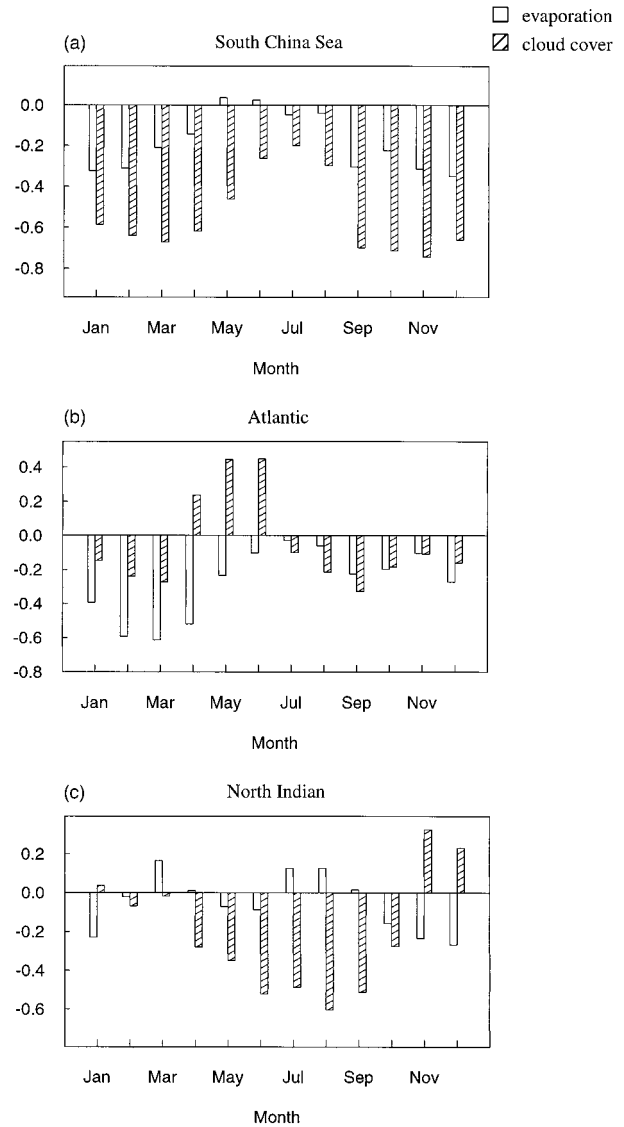 evaporation
cloud cover
(a) South China Sea
0.0
-0.2
-0.4
-0.6
-0.8
Jan Mar May Jul Sep Nov
Month
(b) Atlantic
0.4
0.2
0.0
-0.2
-0.4
-0.6
-0.8
Jan Mar May Jul Sep Nov
Month
(c) North Indian
0.2
0.0
-0.2
-0.4
-0.6
Jan Mar May Jul Sep Nov
Month